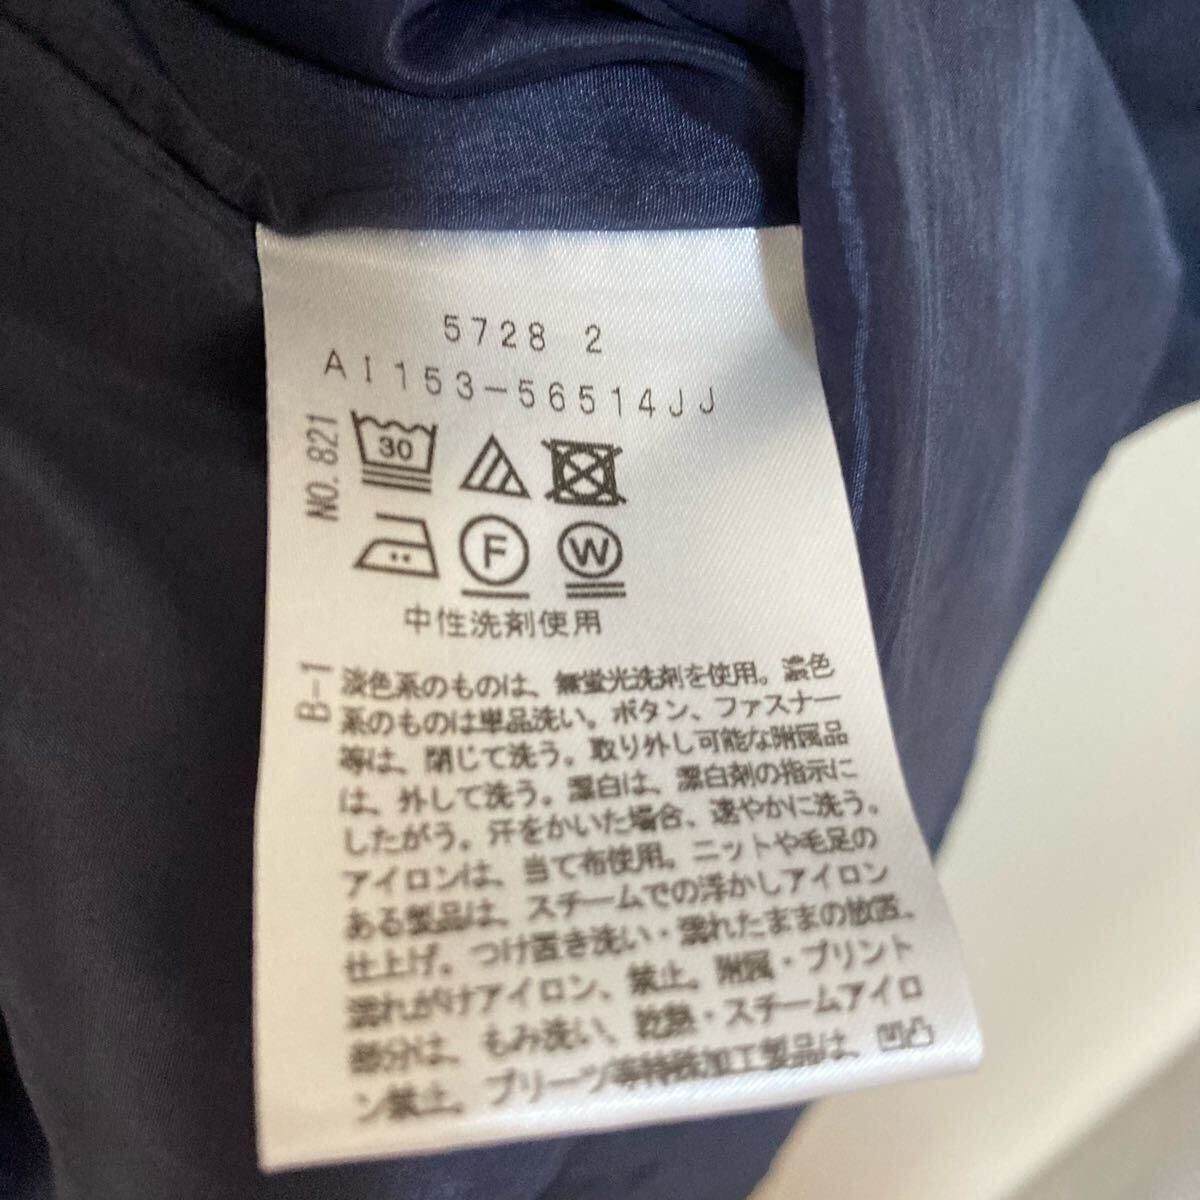 5728 2
AI153-56514JJ
NO. 821
30
F
W
中性洗剤使用
B-1
淡色系のものは、無蛍光洗剤を使用。濃色
系のものは単品洗い。ボタン、ファスナー
等は、閉じて洗う。取り外し可能な附属品
は、外して洗う。漂白は、漂白剤の指示に
したがう。汗をかいた場合、速やかに洗う。
アイロンは、当て布使用。ニットや毛足の
ある製品は、スチームでの浮かしアイロン
仕上げ。つけ置き洗い・濡れたままの放置、
濡れがけアイロン、禁止。附属・プリント
部分は、もみ洗い、乾熱・スチームアイロ
ン禁止。プリーツ等特殊加工製品は、